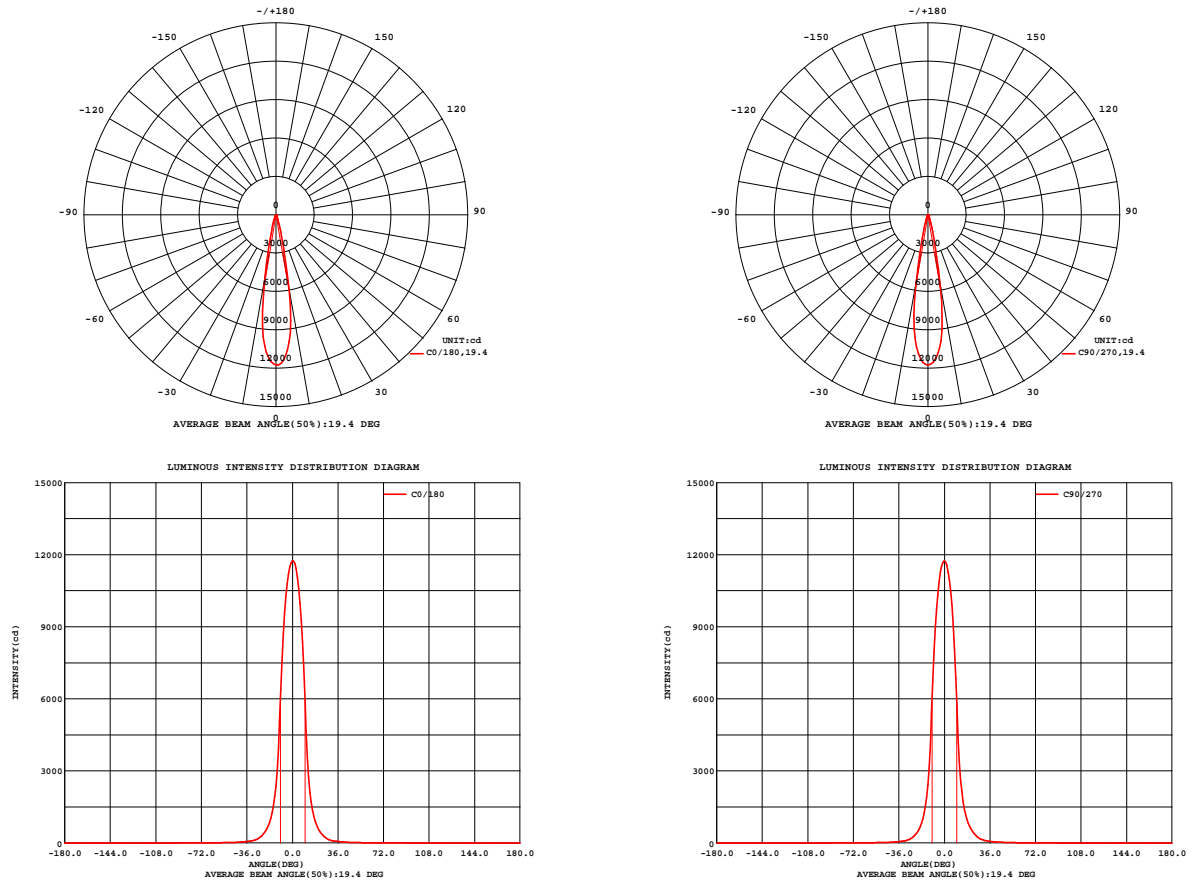 -/+180
-150 150
-120 120
-90 90
-60 60
-30 30
0
3000
6000
9000
12000
15000
0
UNIT:cd
C0/180,19.4
AVERAGE BEAM ANGLE(50%):19.4 DEG
-/+180
-150 150
-120 120
-90 90
-60 60
-30 30
0
3000
6000
9000
12000
15000
0
UNIT:cd
C90/270,19.4
AVERAGE BEAM ANGLE(50%):19.4 DEG
LUMINOUS INTENSITY DISTRIBUTION DIAGRAM
C0/180
INTENSITY(cd)
15000
12000
9000
6000
3000
0
-180.0 -144.0 -108.0 -72.0 -36.0 0.0 36.0 72.0 108.0 144.0 180.0
ANGLE(DEG)
AVERAGE BEAM ANGLE(50%):19.4 DEG
LUMINOUS INTENSITY DISTRIBUTION DIAGRAM
C90/270
INTENSITY(cd)
15000
12000
9000
6000
3000
0
-180.0 -144.0 -108.0 -72.0 -36.0 0.0 36.0 72.0 108.0 144.0 180.0
ANGLE(DEG)
AVERAGE BEAM ANGLE(50%):19.4 DEG